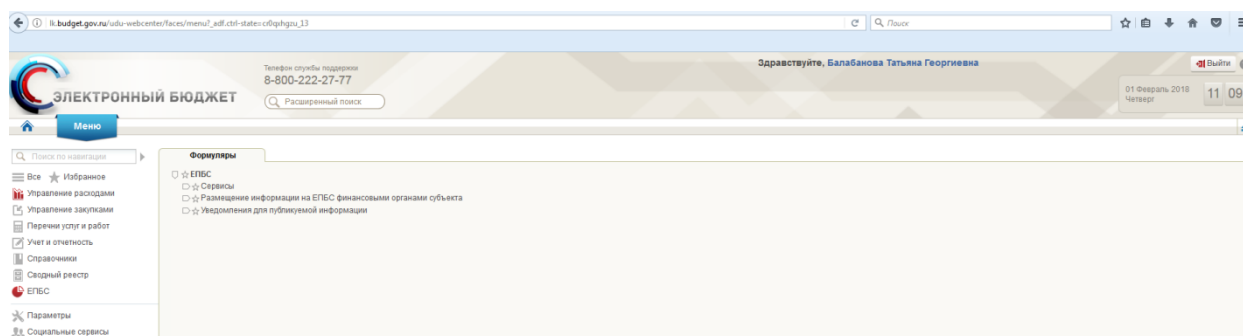 lk.budget.gov.ru/udu-webcenter/faces/menu?_adf.ctrl-state=cr0qxhgzu_13
Поиск
Телефон службы поддержки
8-800-222-27-77
Здравствуйте, Балабанова Татьяна Георгиевна
Выйти
ЭЛЕКТРОННЫЙ БЮДЖЕТ
Расширенный поиск
01 Февраль 2018
Четверг
11 09
Меню
Поиск по навигации
Формуляры
Все Избранное
Управление расходами
Управление закупками
Перечни услуг и работ
Учет и отчетность
Справочники
Сводный реестр
ЕПБС
Параметры
Социальные сервисы
ЕПБС
Сервисы
Размещение информации на ЕПБС финансовыми органами субъекта
Уведомления для публикуемой информации